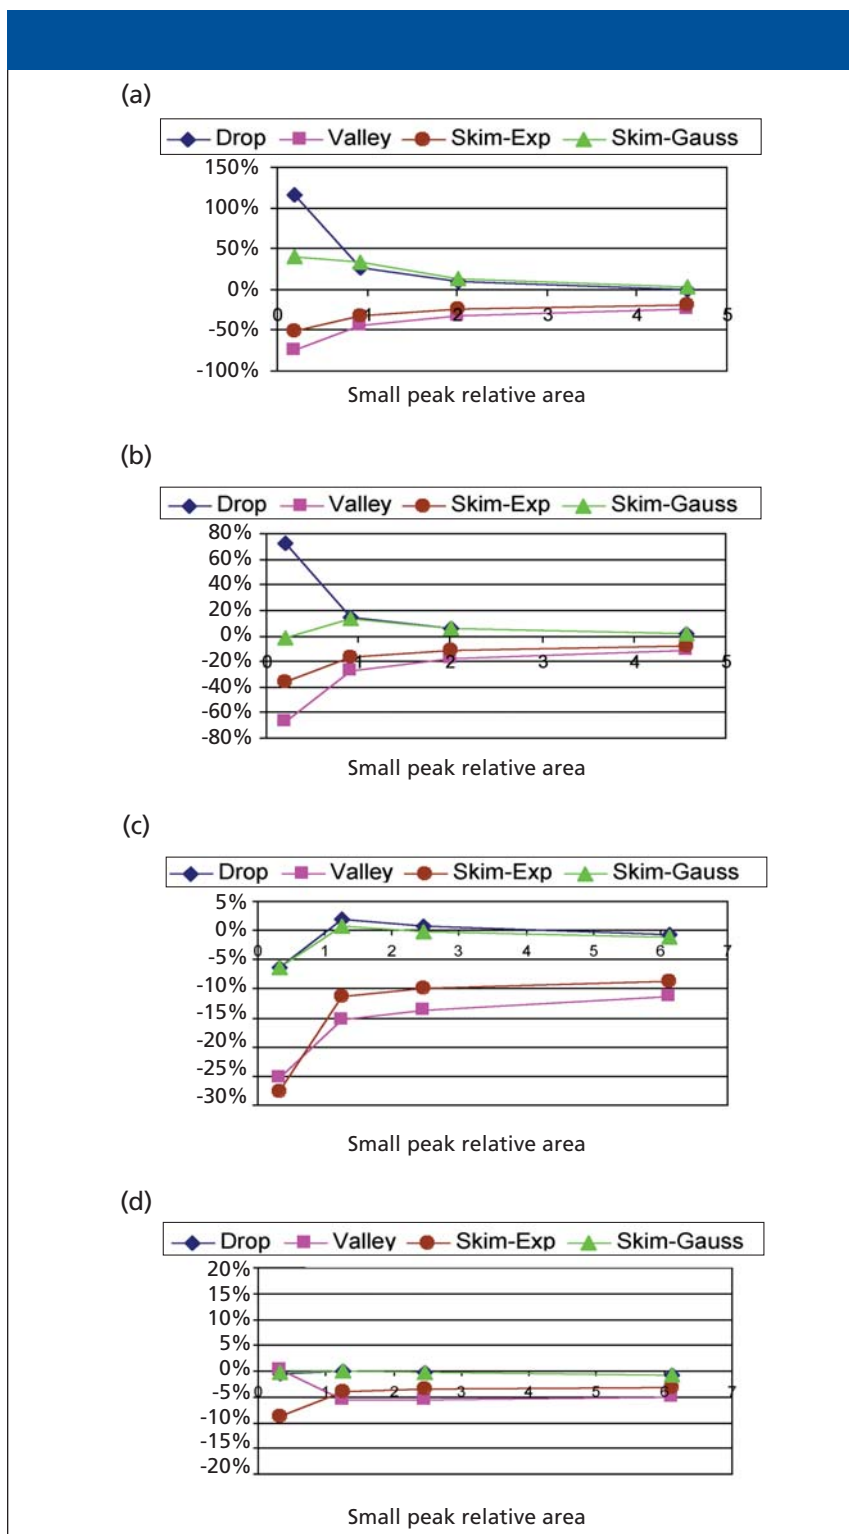 (a)
Drop Valley Skim-Exp Skim-Gauss
150%
100%
50%
0%
0 1 2 3 4 5
-50%
-100%
Small peak relative area
(b)
Drop Valley Skim-Exp Skim-Gauss
80%
60%
40%
20%
0%
-20%
0 1 2 3 4 5
-40%
-60%
-80%
Small peak relative area
(c)
Drop Valley Skim-Exp Skim-Gauss
5%
0%
0 1 2 3 4 5 6 7
-5%
-10%
-15%
-20%
-25%
-30%
Small peak relative area
(d)
Drop Valley Skim-Exp Skim-Gauss
20%
15%
10%
5%
0%
0 1 2 3 4 5 6 7
-5%
-10%
-15%
-20%
Small peak relative area